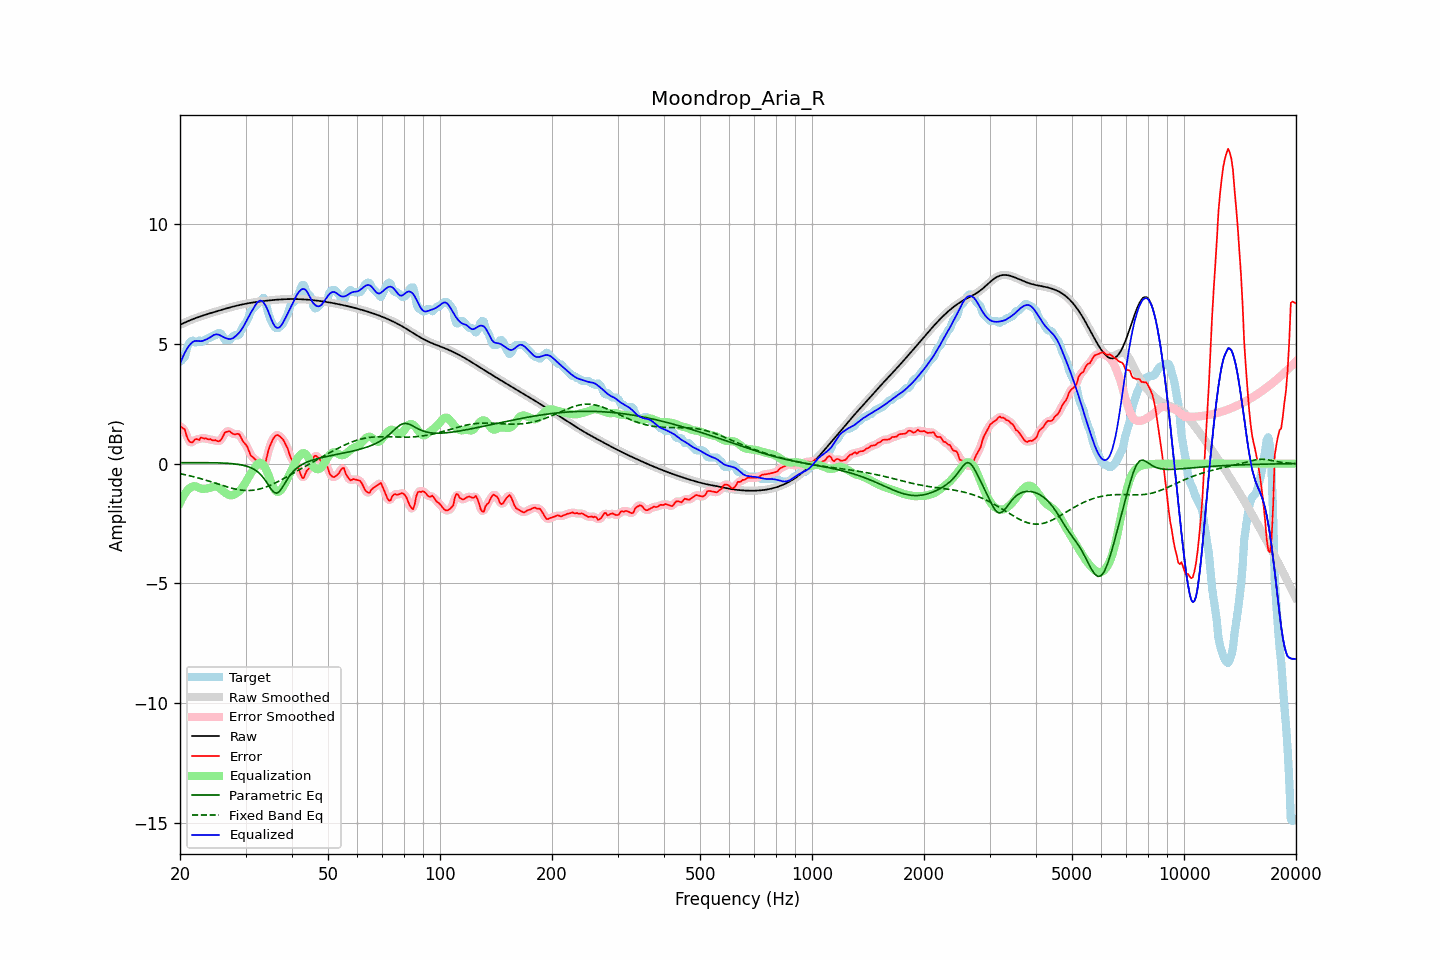 Moondrop_Aria_R
Amplitude (dBr)
10
5
0
−5
−10
−15
Target
Raw Smoothed
Error Smoothed
Raw
Error
Equalization
Parametric Eq
Fixed Band Eq
Equalized
20 50 100 200 500 1000 2000 5000 10000 20000
Frequency (Hz)